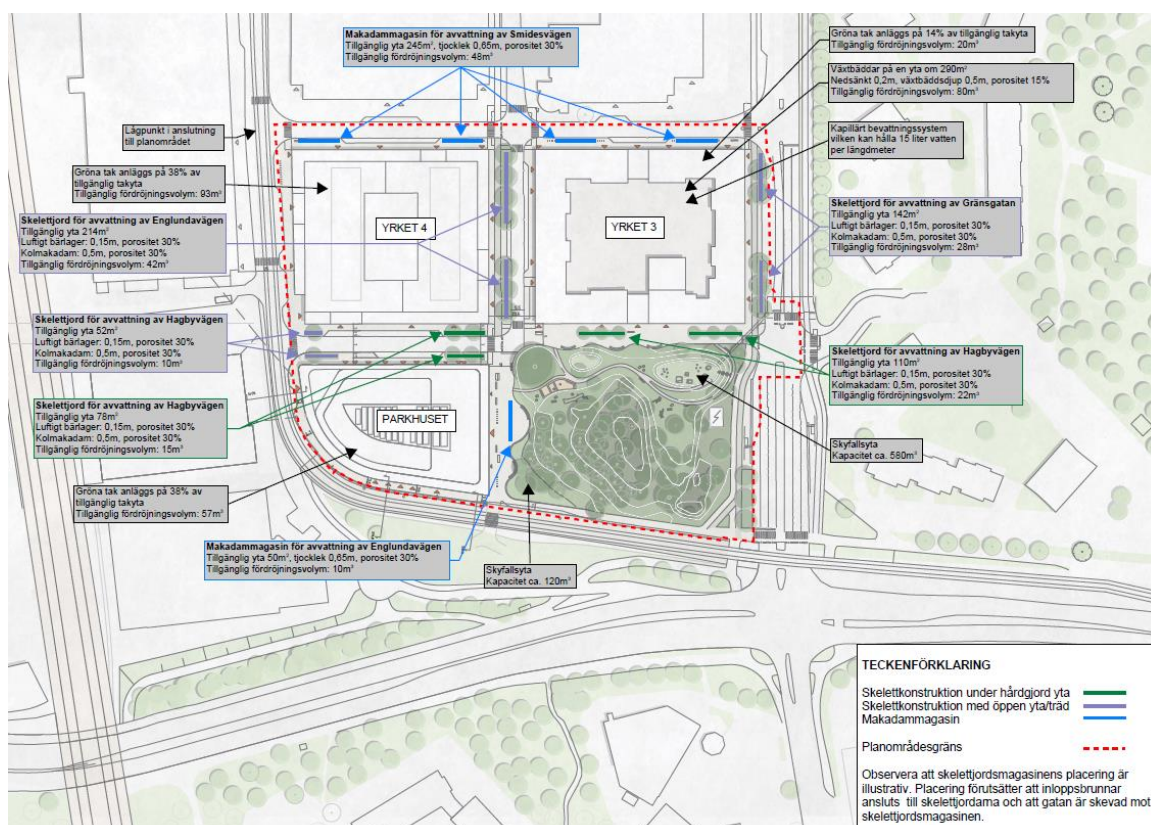 Makadammagasin för avvattning av Smidesvägen
Tillgänglig yta 245m², tjocklek 0,65m, porositet 30%
Tillgänglig fördröjningsvolym: 48m³
Gröna tak anläggs på 14% av tillgänglig takyta
Tillgänglig fördröjningsvolym: 20m³
Växtbäddar på en yta om 290m²
Nedsänkt 0,2m, växtbäddsdjup 0,5m, porositet 15%
Tillgänglig fördröjningsvolym: 80m³
Kapillärt bevattningssystem
vilken kan hålla 15 liter vatten
per längdmeter
Lågpunkt i anslutning
till planområdet
Gröna tak anläggs på 38% av
tillgänglig takyta
Tillgänglig fördröjningsvolym: 93m³
Skelettjord för avvattning av Englundavägen
Tillgänglig yta 214m²
Luftigt bärlager: 0,15m, porositet 30%
Kolmakadam: 0,5m, porositet 30%
Tillgänglig fördröjningsvolym: 42m³
YRKET 4
YRKET 3
Skelettjord för avvattning av Gränsgatan
Tillgänglig yta 142m²
Luftigt bärlager: 0,15m, porositet 30%
Kolmakadam: 0,5m, porositet 30%
Tillgänglig fördröjningsvolym: 28m³
Skelettjord för avvattning av Hagbyvägen
Tillgänglig yta 52m²
Luftigt bärlager: 0,15m, porositet 30%
Kolmakadam: 0,5m, porositet 30%
Tillgänglig fördröjningsvolym: 10m³
Skelettjord för avvattning av Hagbyvägen
Tillgänglig yta 110m²
Luftigt bärlager: 0,15m, porositet 30%
Kolmakadam: 0,5m, porositet 30%
Tillgänglig fördröjningsvolym: 22m³
Skelettjord för avvattning av Hagbyvägen
Tillgänglig yta 78m²
Luftigt bärlager: 0,15m, porositet 30%
Kolmakadam: 0,5m, porositet 30%
Tillgänglig fördröjningsvolym: 15m³
PARKHUSET
Skyfallsyta
Kapacitet ca. 580m³
Gröna tak anläggs på 38% av
tillgänglig takyta
Tillgänglig fördröjningsvolym: 57m³
Makadammagasin för avvattning av Englundavägen
Tillgänglig yta 50m², tjocklek 0,65m, porositet 30%
Tillgänglig fördröjningsvolym: 10m³
Skyfallsyta
Kapacitet ca. 120m³
TECKENFÖRKLARING
Skelettkonstruktion under hårdgjord yta
Skelettkonstruktion med öppen yta/träd
Makadammagasin
Planområdesgräns
Observera att skelettjordsmagasinens placering är
illustrativ. Placering förutsätter att inloppsbrunnar
ansluts till skelettjordarna och att gatan är skevad mot
skelettjordsmagasinen.